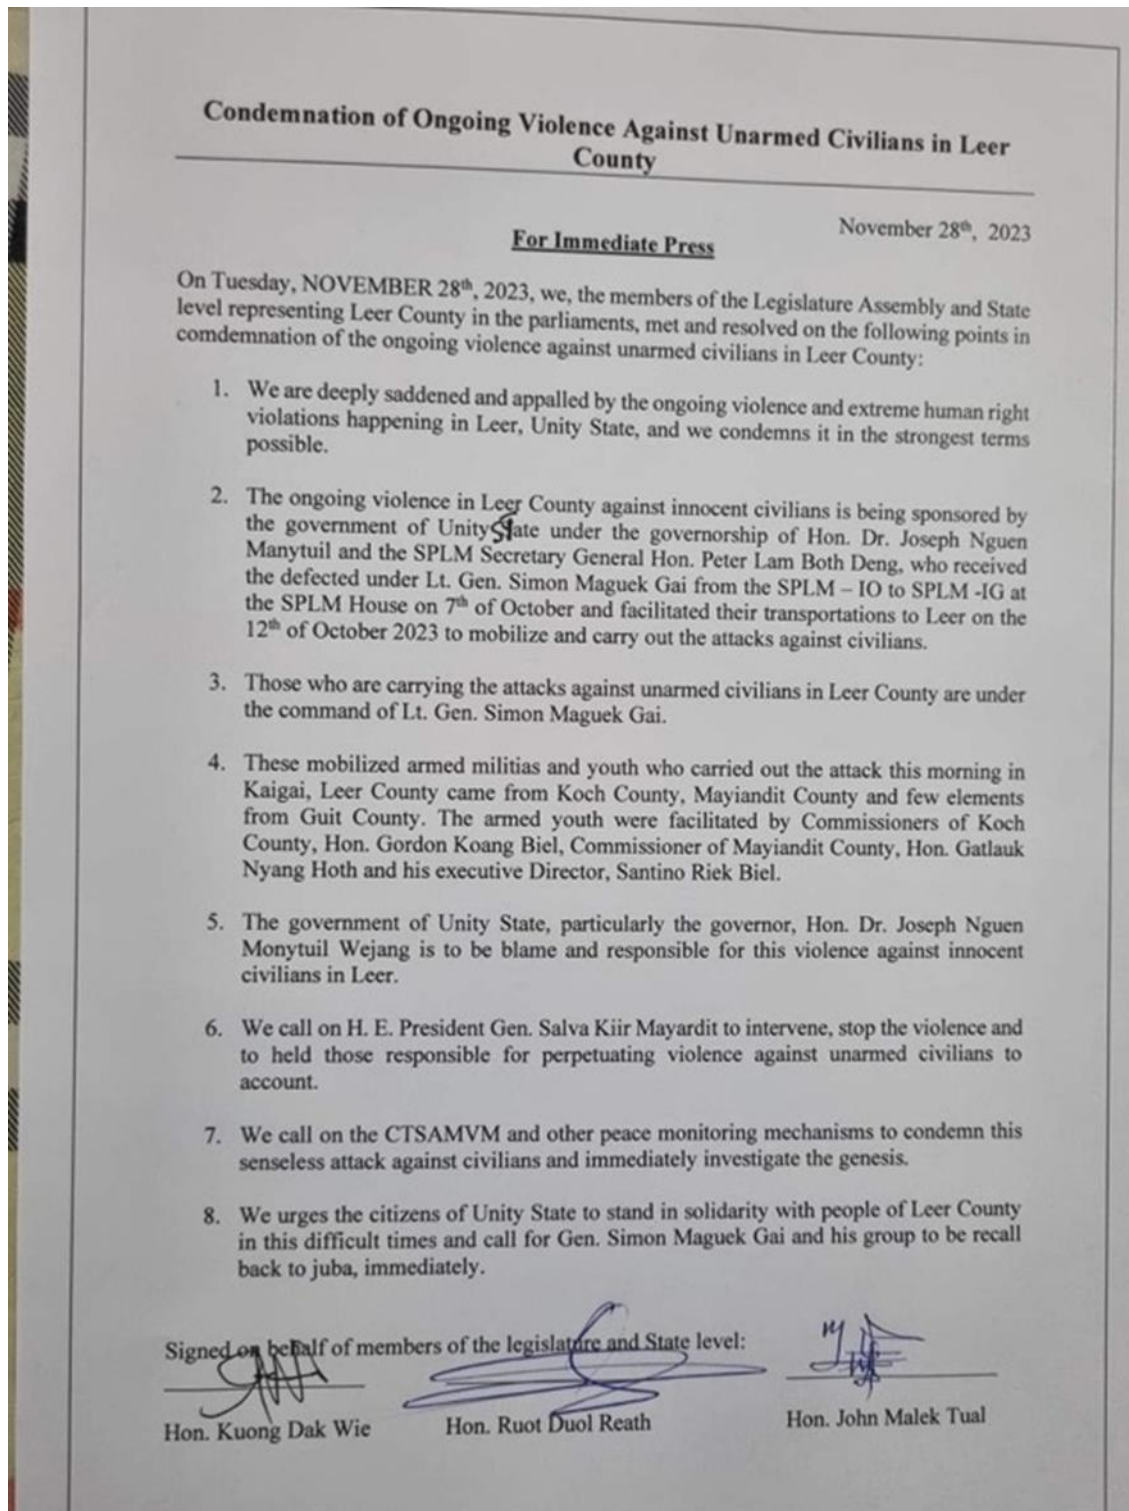 Condemnation of Ongoing Violence Against Unarmed Civilians in Leer
County
November 28th, 2023
For Immediate Press
On Tuesday, NOVEMBER 28th, 2023, we, the members of the Legislature Assembly and State
level representing Leer County in the parliaments, met and resolved on the following points in
comdemnation of the ongoing violence against unarmed civilians in Leer County:
1. We are deeply saddened and appalled by the ongoing violence and extreme human right
violations happening in Leer, Unity State, and we condemns it in the strongest terms
possible.
2. The ongoing violence in Leer County against innocent civilians is being sponsored by
the government of Unity State under the governorship of Hon. Dr. Joseph Nguen
Manytuil and the SPLM Secretary General Hon. Peter Lam Both Deng, who received
the defected under Lt. Gen. Simon Maguek Gai from the SPLM – IO to SPLM -IG at
the SPLM House on 7th of October and facilitated their transportations to Leer on the
12th of October 2023 to mobilize and carry out the attacks against civilians.
3. Those who are carrying the attacks against unarmed civilians in Leer County are under
the command of Lt. Gen. Simon Maguek Gai.
4. These mobilized armed militias and youth who carried out the attack this morning in
Kaigai, Leer County came from Koch County, Mayiandit County and few elements
from Guit County. The armed youth were facilitated by Commissioners of Koch
County, Hon. Gordon Koang Biel, Commissioner of Mayiandit County, Hon. Gatlauk
Nyang Hoth and his executive Director, Santino Riek Biel.
5. The government of Unity State, particularly the governor, Hon. Dr. Joseph Nguen
Monytuil Wejang is to be blame and responsible for this violence against innocent
civilians in Leer.
6. We call on H. E. President Gen. Salva Kiir Mayardit to intervene, stop the violence and
to held those responsible for perpetuating violence against unarmed civilians to
account.
7. We call on the CTSAMVM and other peace monitoring mechanisms to condemn this
senseless attack against civilians and immediately investigate the genesis.
8. We urges the citizens of Unity State to stand in solidarity with people of Leer County
in this difficult times and call for Gen. Simon Maguek Gai and his group to be recall
back to juba, immediately.
Signed on behalf of members of the legislature and State level:
Hon. Kuong Dak Wie
Hon. Ruot Duol Reath
Hon. John Malek Tual